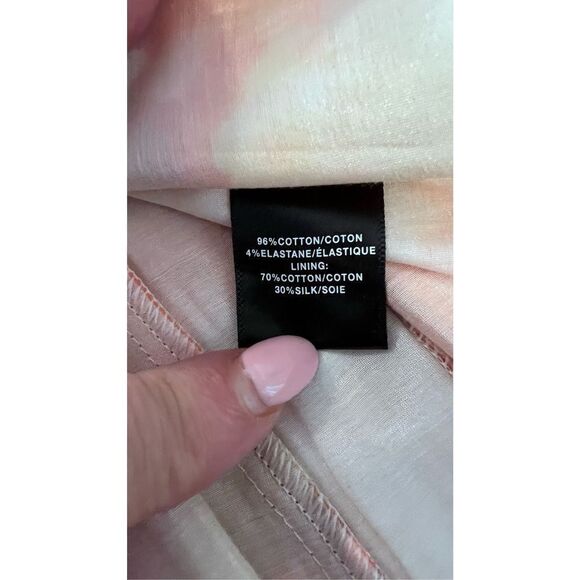 96%COTTON/COTON
4%ELASTANE/ÉLASTIQUE
LINING:
70%COTTON/COTON
30%SILK/SOIE